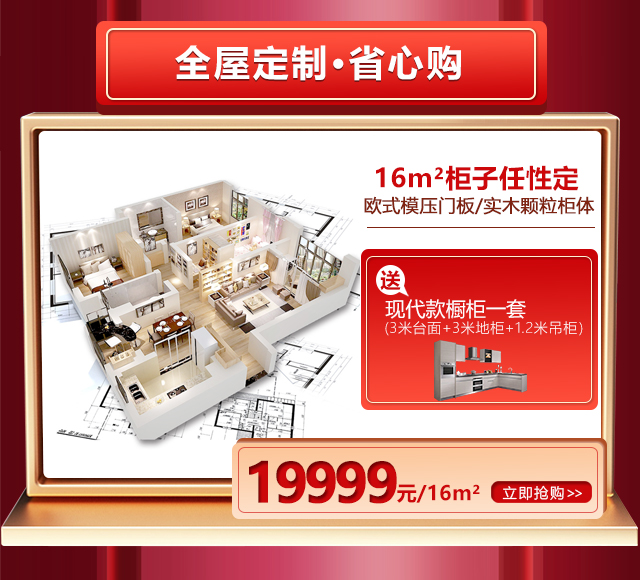 全屋定制·省心购
16m²柜子任性定
欧式模压门板/实木颗粒柜体
送
现代款橱柜一套
(3米台面+3米地柜+1.2米吊柜)
19999元/16m²
立即抢购>>